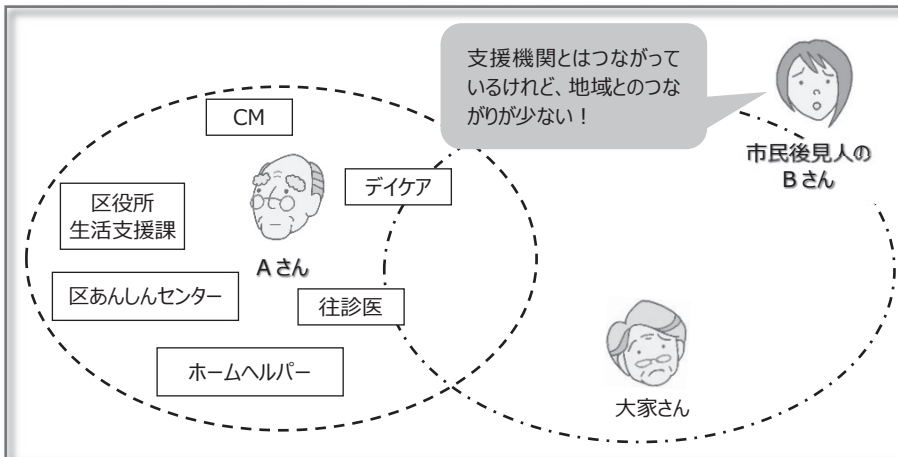 支援機関とはつながって
いるけれど、地域とのつな
がりが少ない！
CM
市民後見人の
Bさん
デイケア
区役所
生活支援課
Aさん
区あんしんセンター
往診医
ホームヘルパー
大家さん